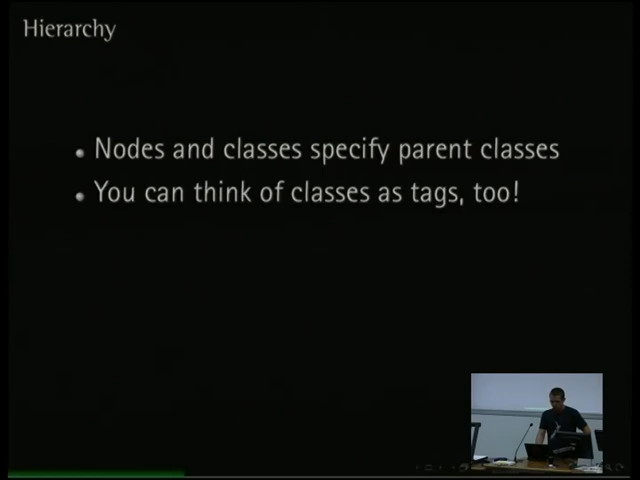 Hierarchy
Nodes and classes specify parent classes
You can think of classes as tags, too!